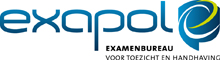 exapol
EXAMENBUREAU
VOOR TOEZICHT EN HANDHAVING